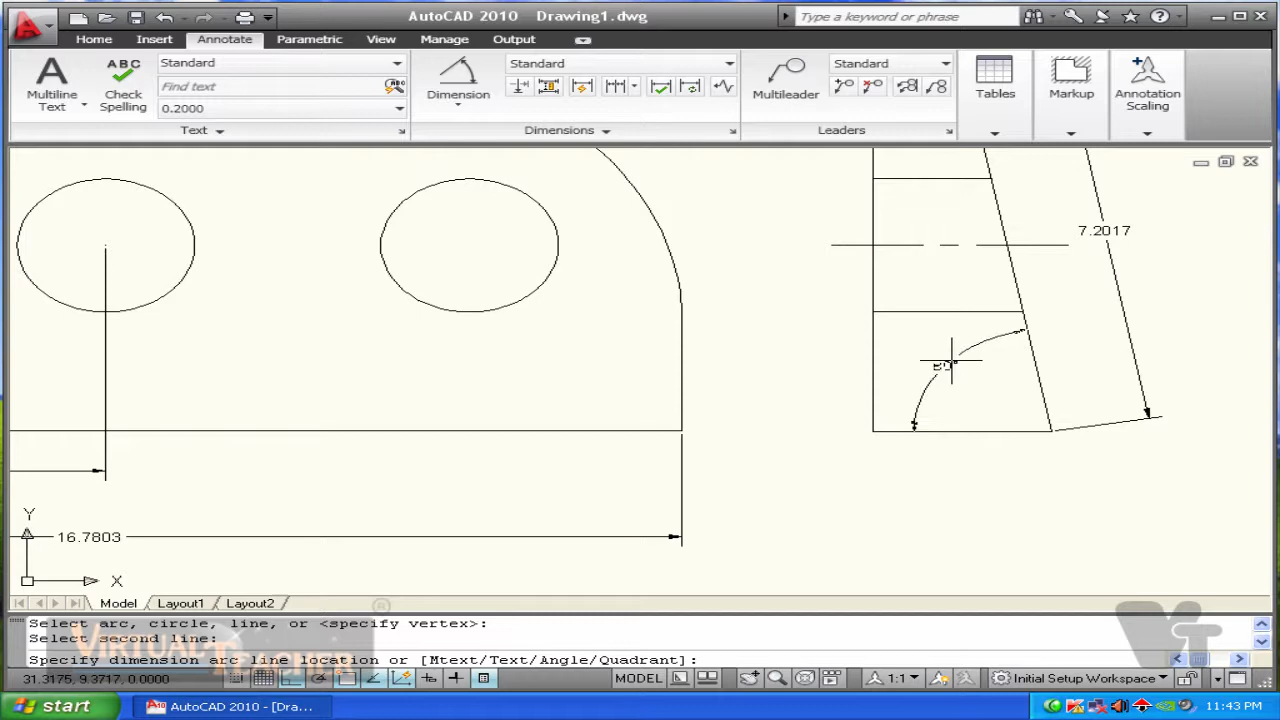 AutoCAD 2010 Drawing1.dwg
Type a keyword or phrase
Home Insert Annotate Parametric View Manage Output
Standard
Find text
0.2000
Multiline Text
ABC
Check Spelling
Text
Standard
Dimension
Dimensions
Standard
Multileader
Leaders
Tables
Markup
Annotation Scaling
7.2017
16.7803
Y
X
Model Layout1 Layout2
Select arc, circle, line, or <specify vertex>:
Select second line:
Specify dimension arc line location or [Mtext/Text/Angle/Quadrant]:
VIRTUAL TEACHER
VT
31.3175, 9.3717, 0.0000
MODEL
1:1
Initial Setup Workspace
start
AutoCAD 2010 - [Dra...
11:43 PM